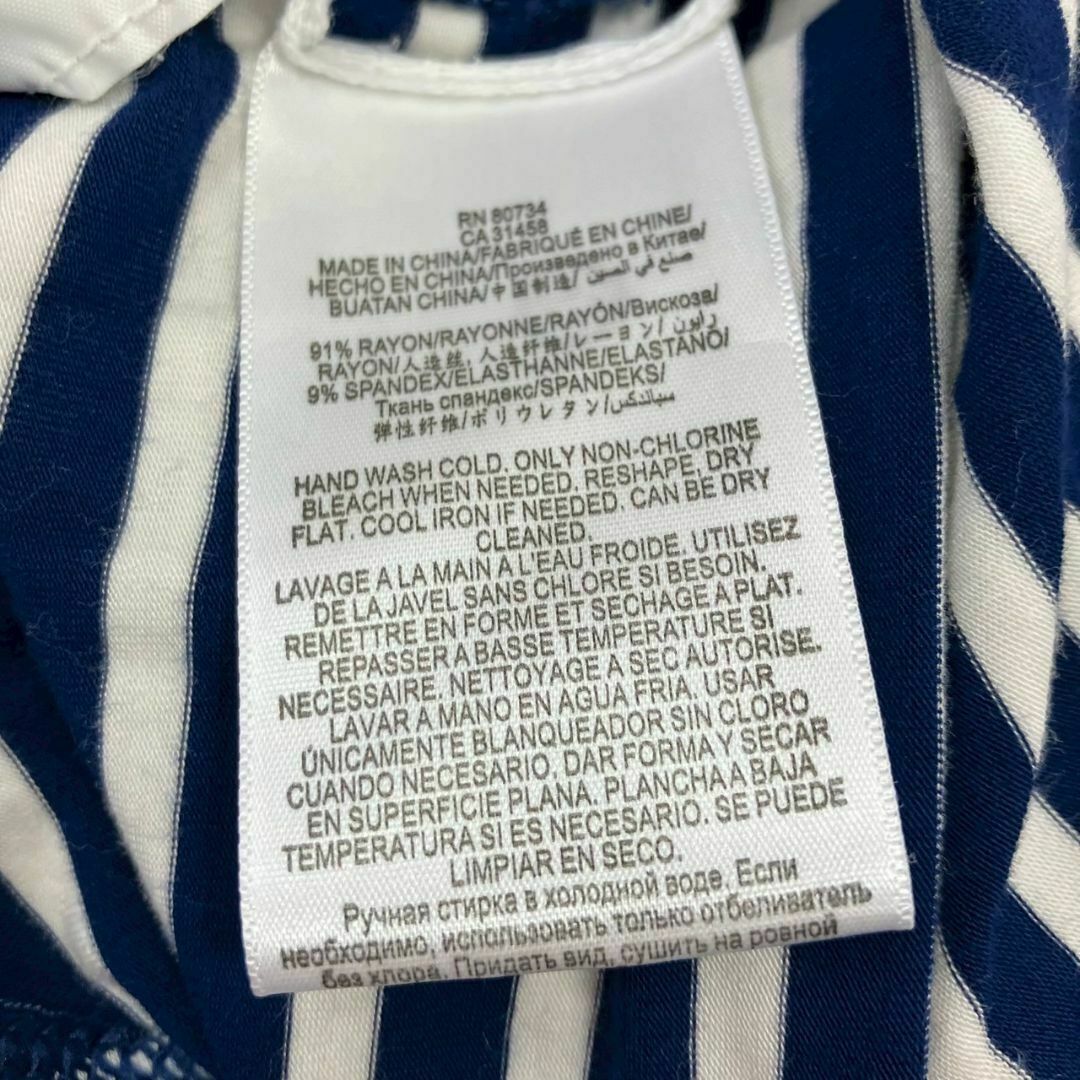 RN 80734
CA 31458
MADE IN CHINA/FABRIQUÉ EN CHINE/
HECHO EN CHINA/Произведено в Китае/
BUATAN CHINA/中国制造/ صنع في الصين
91% RAYON/RAYONNE/RAYÓN/Вискоза/
RAYON/人造丝, 人造纤维/レーヨン/رايون
9% SPANDEX/ELASTHANNE/ELASTANO/
Ткань спандекс/SPANDEKS/
弹性纤维/ポリウレタン/سباندكس
HAND WASH COLD. ONLY NON-CHLORINE
BLEACH WHEN NEEDED. RESHAPE, DRY
FLAT. COOL IRON IF NEEDED. CAN BE DRY
CLEANED.
LAVAGE A LA MAIN A L'EAU FROIDE. UTILISEZ
DE LA JAVEL SANS CHLORE SI BESOIN.
REMETTRE EN FORME ET SECHAGE A PLAT.
REPASSER A BASSE TEMPERATURE SI
NECESSAIRE. NETTOYAGE A SEC AUTORISE.
LAVAR A MANO EN AGUA FRIA. USAR
ÚNICAMENTE BLANQUEADOR SIN CLORO
CUANDO NECESARIO. DAR FORMA Y SECAR
EN SUPERFICIE PLANA. PLANCHA A BAJA
TEMPERATURA SI ES NECESARIO. SE PUEDE
LIMPIAR EN SECO.
Ручная стирка в холодной воде. Если
необходимо, использовать только отбеливатель
без хлора. Придать вид, сушить на ровной